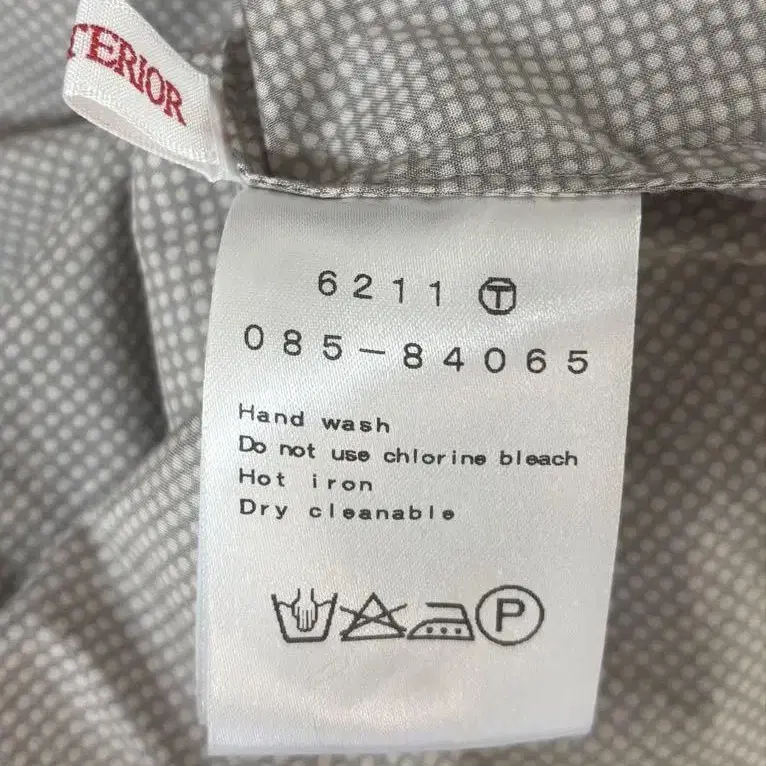 TERIOR
6211 Ⓣ
085-84065
Hand wash
Do not use chlorine bleach
Hot iron
Dry cleanable
P